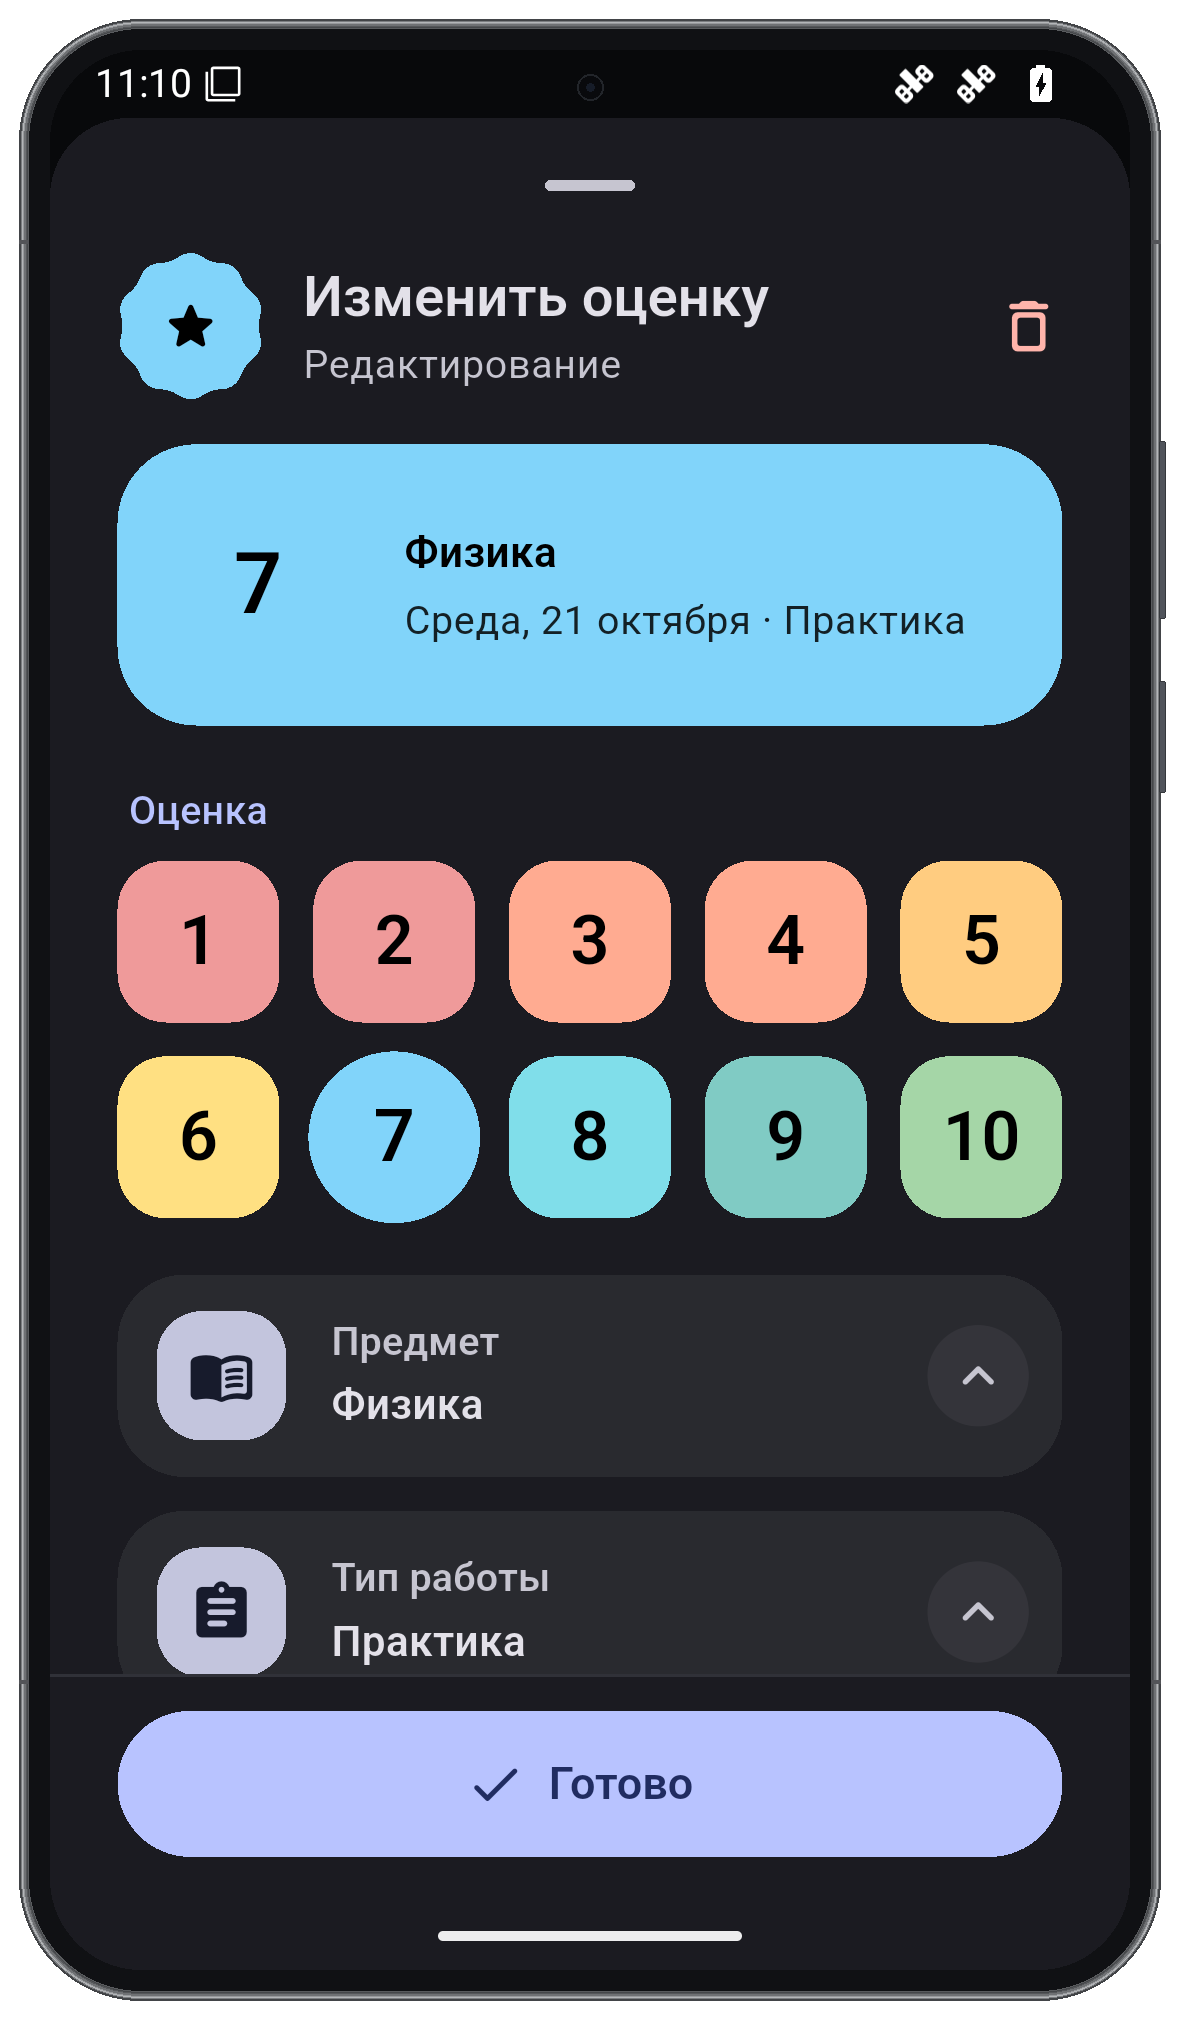 11:10
Изменить оценку
Редактирование
7
Физика
Среда, 21 октября · Практика
Оценка
1 2 3 4 5
6 7 8 9 10
Предмет
Физика
Тип работы
Практика
Готово